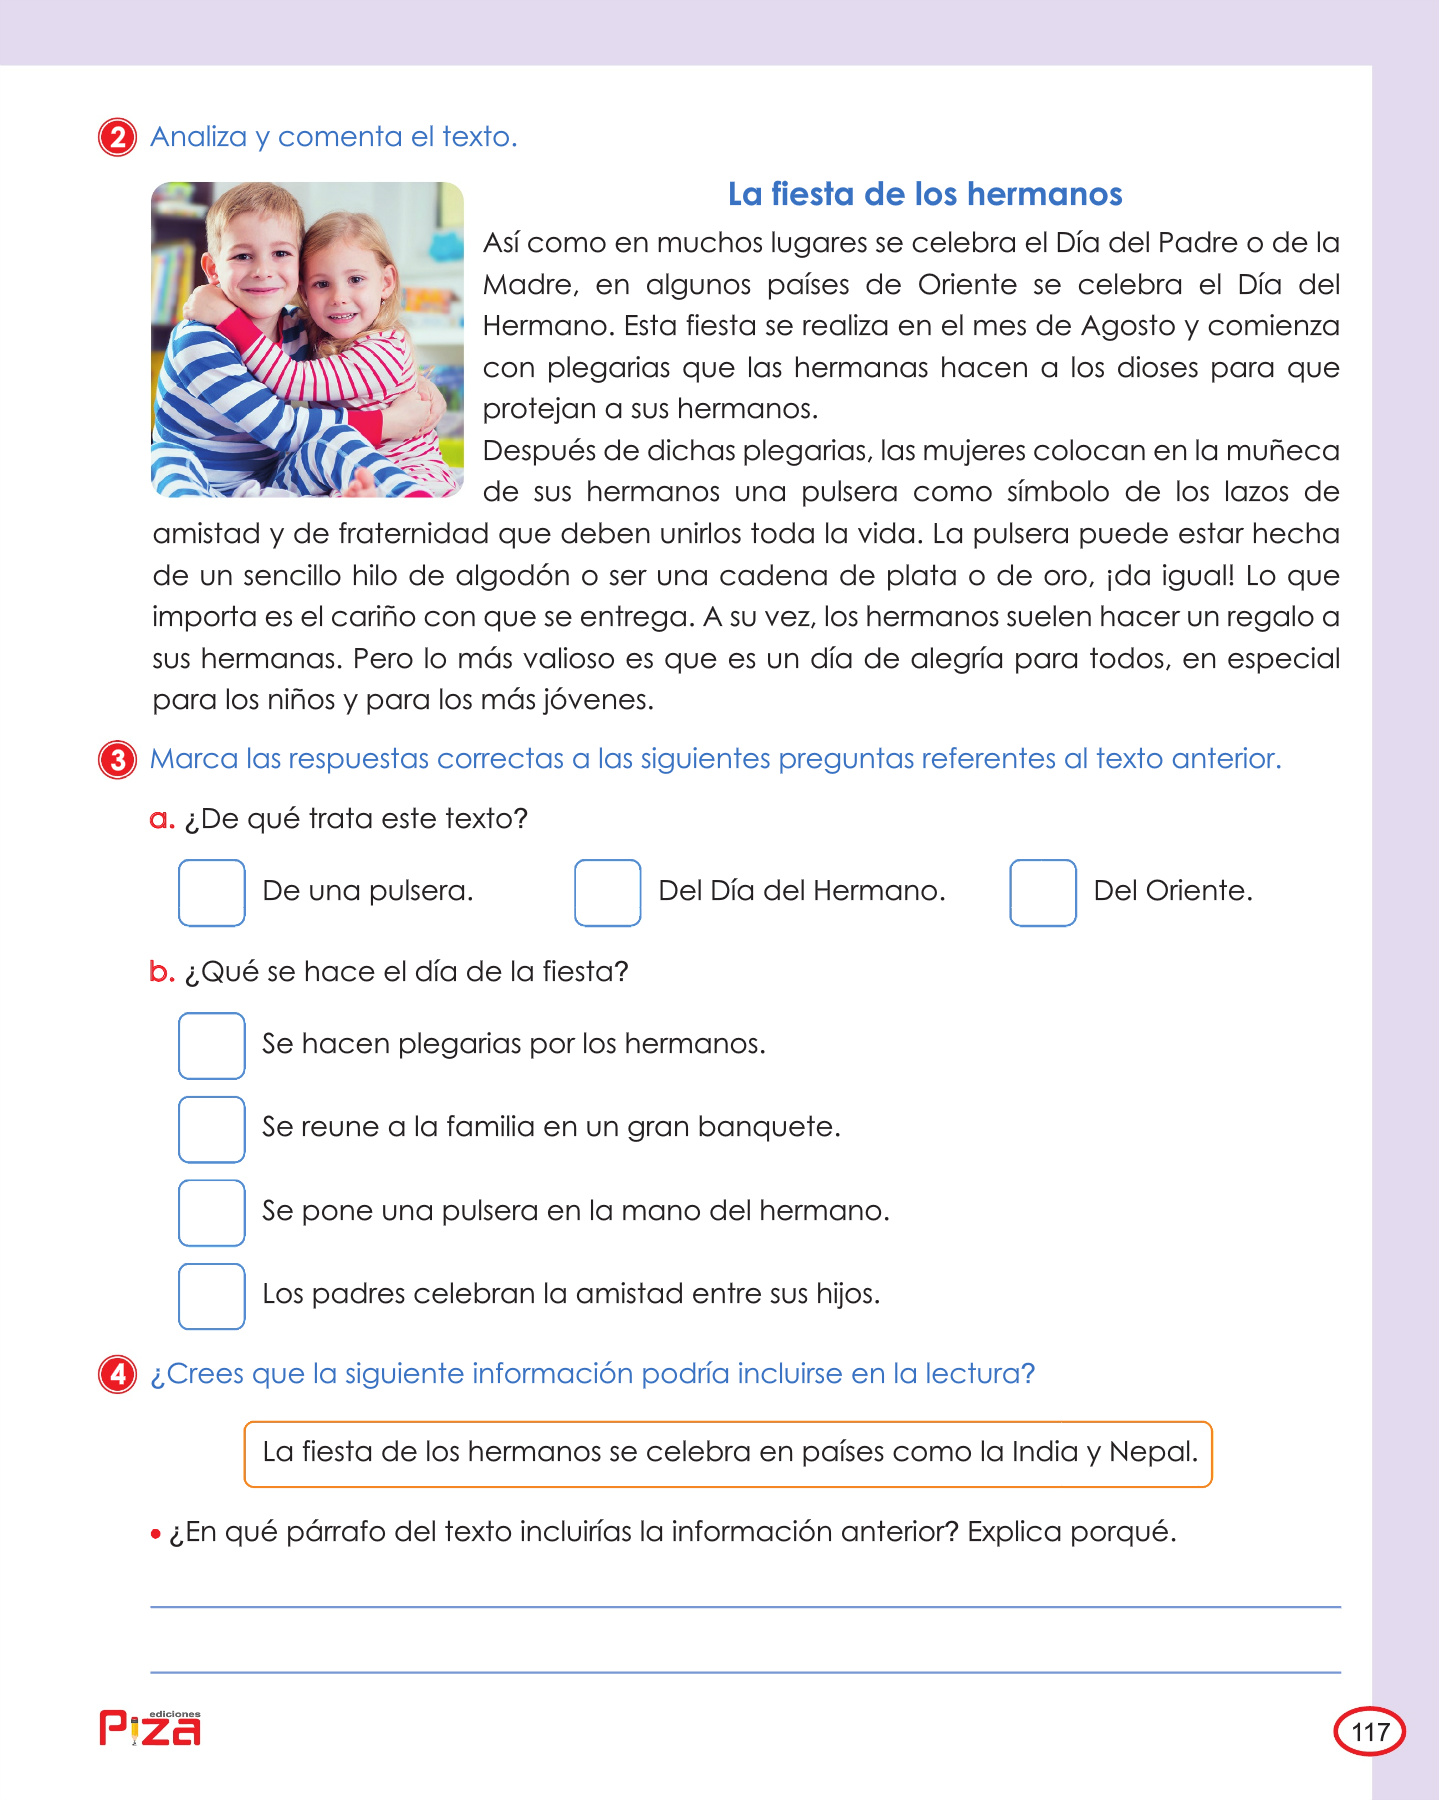 2 Analiza y comenta el texto.
La fiesta de los hermanos
Así como en muchos lugares se celebra el Día del Padre o de la
Madre, en algunos países de Oriente se celebra el Día del
Hermano. Esta fiesta se realiza en el mes de Agosto y comienza
con plegarias que las hermanas hacen a los dioses para que
protejan a sus hermanos.
Después de dichas plegarias, las mujeres colocan en la muñeca
de sus hermanos una pulsera como símbolo de los lazos de
amistad y de fraternidad que deben unirlos toda la vida. La pulsera puede estar hecha
de un sencillo hilo de algodón o ser una cadena de plata o de oro, ¡da igual! Lo que
importa es el cariño con que se entrega. A su vez, los hermanos suelen hacer un regalo a
sus hermanas. Pero lo más valioso es que es un día de alegría para todos, en especial
para los niños y para los más jóvenes.
3 Marca las respuestas correctas a las siguientes preguntas referentes al texto anterior.
a. ¿De qué trata este texto?
De una pulsera. Del Día del Hermano. Del Oriente.
b. ¿Qué se hace el día de la fiesta?
Se hacen plegarias por los hermanos.
Se reune a la familia en un gran banquete.
Se pone una pulsera en la mano del hermano.
Los padres celebran la amistad entre sus hijos.
4 ¿Crees que la siguiente información podría incluirse en la lectura?
La fiesta de los hermanos se celebra en países como la India y Nepal.
• ¿En qué párrafo del texto incluirías la información anterior? Explica porqué.
ediciones
Piza
117